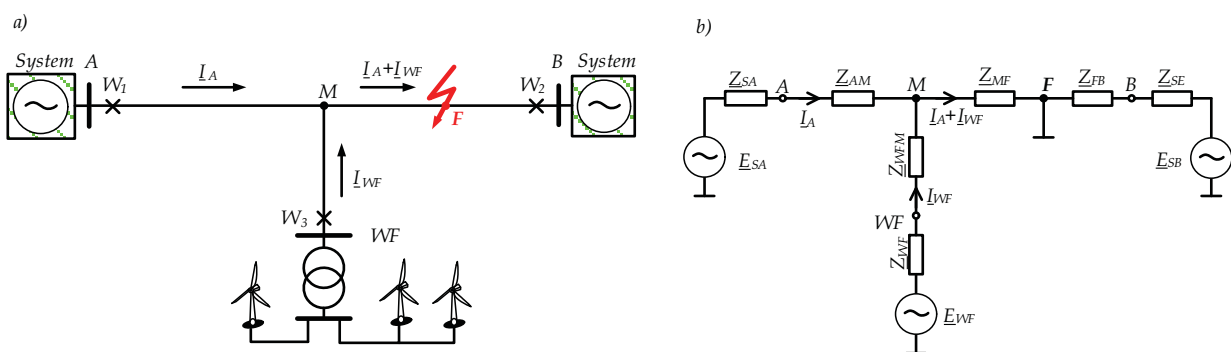 a)
System A
W1
I_A
I_A+I_WF
B System
W2
M
F
I_WF
W3
WF
b)
Z_SA
A
Z_AM
M
Z_MF
F
Z_FB
B
Z_SE
I_A
I_A+I_WF
E_SA
Z_WFM
E_SB
I_WF
WF
Z_WF
E_WF